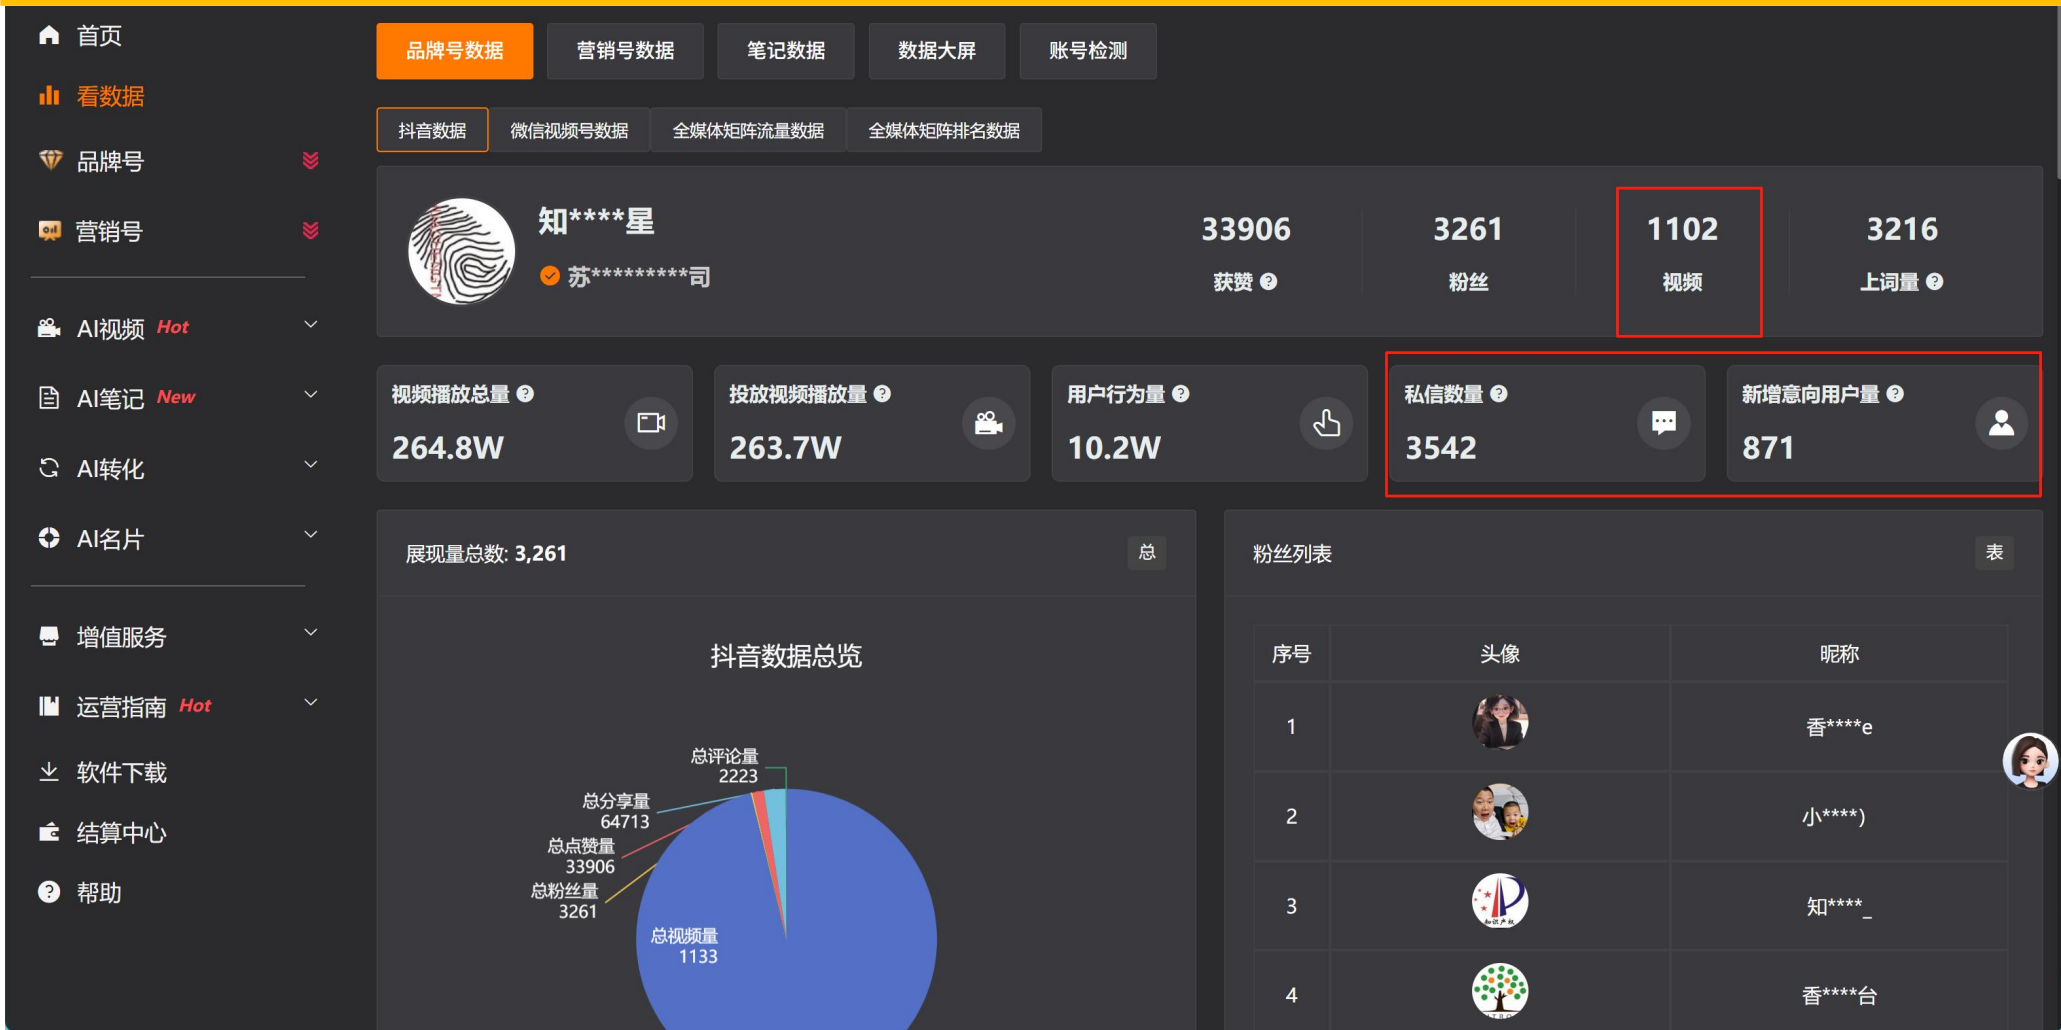 首页
看数据
品牌号
营销号
AI视频 Hot
AI笔记 New
AI转化
AI名片
增值服务
运营指南 Hot
软件下载
结算中心
帮助
品牌号数据 营销号数据 笔记数据 数据大屏 账号检测
抖音数据 微信视频号数据 全媒体矩阵流量数据 全媒体矩阵排名数据
知****星
苏*********司
33906 3261 1102 3216
获赞 粉丝 视频 上词量
视频播放总量 投放视频播放量 用户行为量 私信数量 新增意向用户量
264.8W 263.7W 10.2W 3542 871
展现量总数: 3,261 总
抖音数据总览
总评论量
2223
总分享量
64713
总点赞量
33906
总粉丝量
3261
总视频量
1133
粉丝列表 表
序号 头像 昵称
1 香****e
2 小****)
3 知****_
知识产权
4 香****台